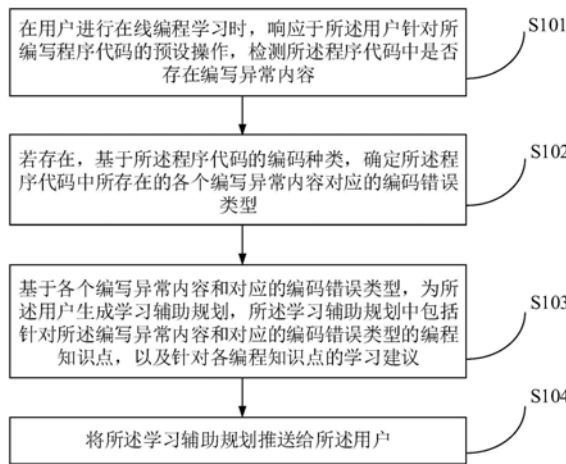 在用户进行在线编程学习时，响应于所述用户针对所
编写程序代码的预设操作，检测所述程序代码中是否
存在编写异常内容
S101
若存在，基于所述程序代码的编码种类，确定所述程
序代码中所存在的各个编写异常内容对应的编码错误
类型
S102
基于各个编写异常内容和对应的编码错误类型，为所
述用户生成学习辅助规划，所述学习辅助规划中包括
针对所述编写异常内容和对应的编码错误类型的编程
知识点，以及针对各编程知识点的学习建议
S103
将所述学习辅助规划推送给所述用户
S104